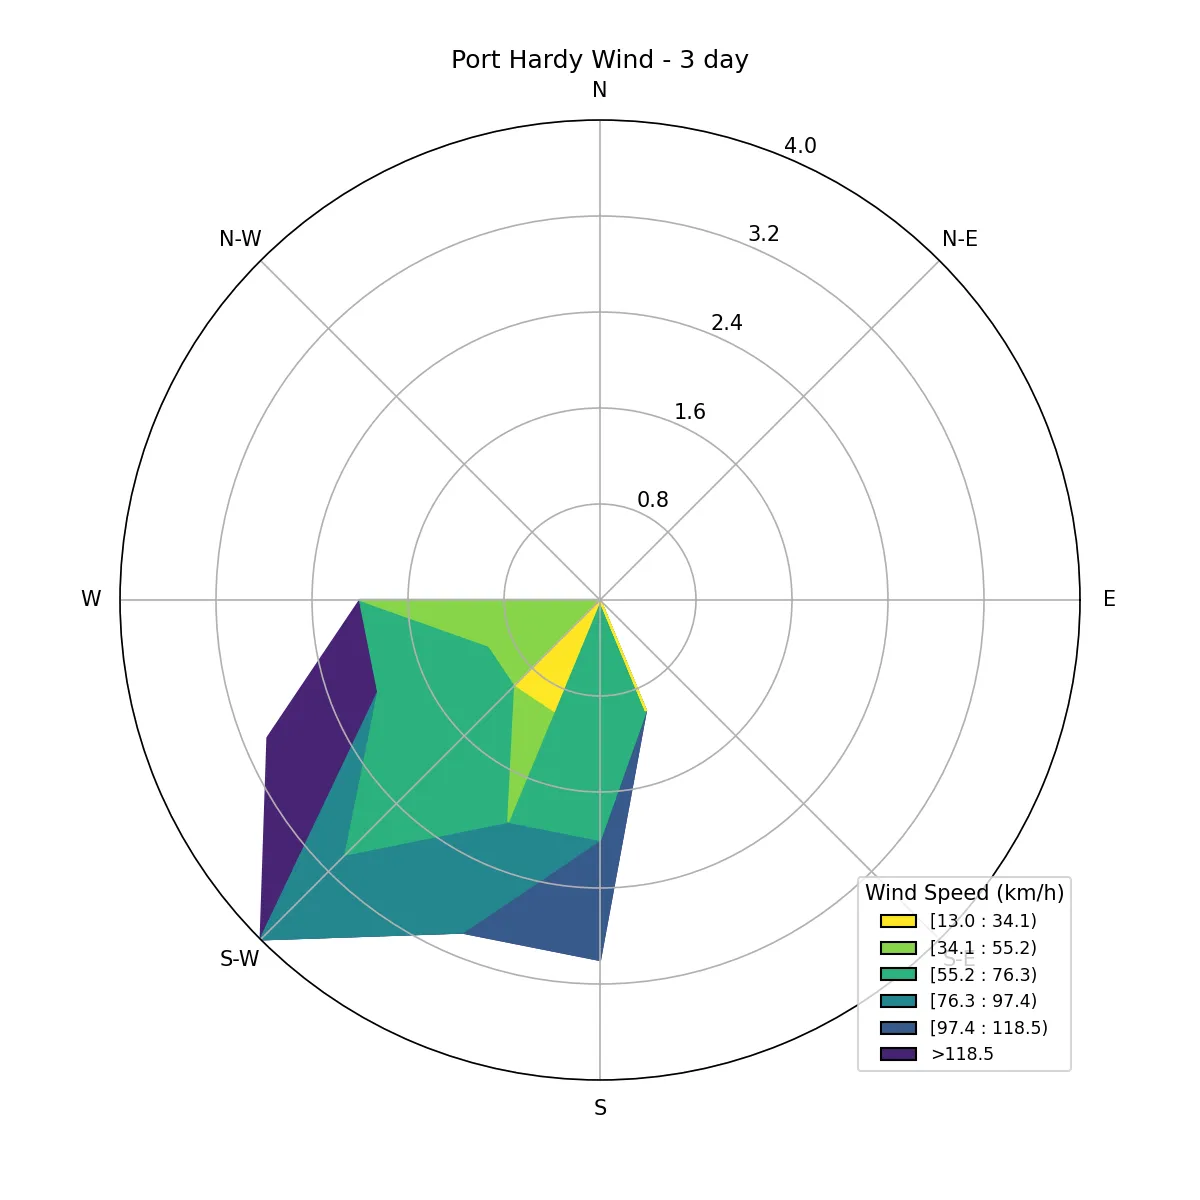 Port Hardy Wind - 3 day
N
4.0
N-W
3.2
N-E
2.4
1.6
0.8
W
E
Wind Speed (km/h)
[13.0 : 34.1)
[34.1 : 55.2)
S-W
S-E
[55.2 : 76.3)
[76.3 : 97.4)
[97.4 : 118.5)
>118.5
S